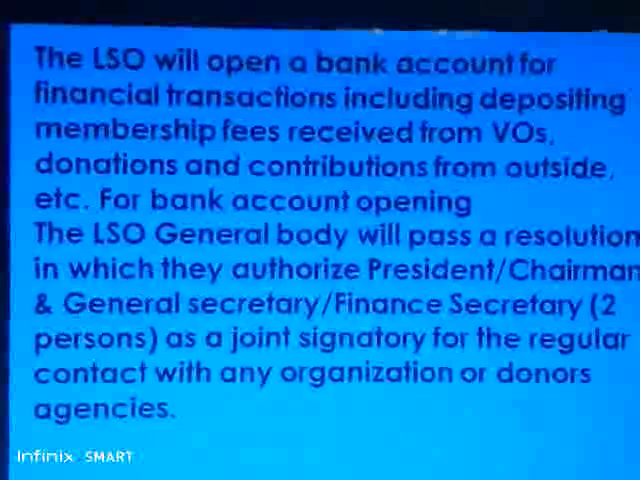 The LSO will open a bank account for
financial transactions including depositing
membership fees received from VOs,
donations and contributions from outside,
etc. For bank account opening
The LSO General body will pass a resolution
in which they authorize President/Chairman
& General secretary/Finance Secretary (2
persons) as a joint signatory for the regular
contact with any organization or donors
agencies.
Infinix SMART